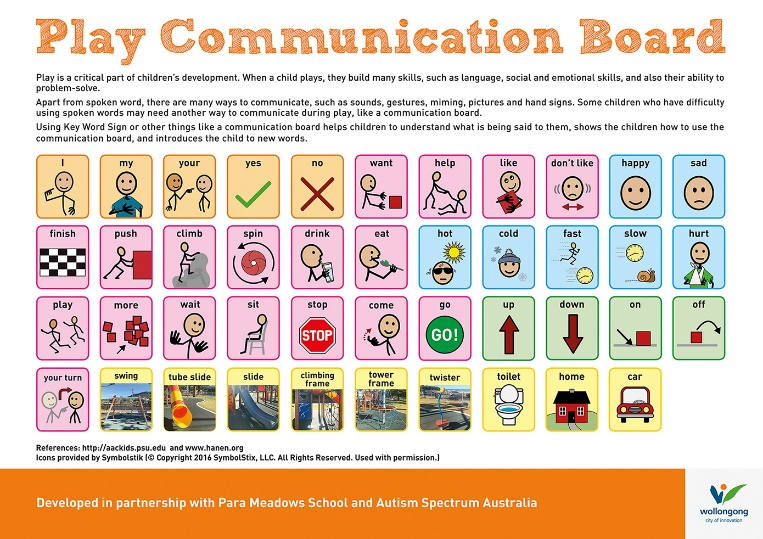 Play Communication Board
Play is a critical part of children's development. When a child plays, they build many skills, such as language, social and emotional skills, and also their ability to
problem-solve.
Apart from spoken word, there are many ways to communicate, such as sounds, gestures, miming, pictures and hand signs. Some children who have difficulty
using spoken words may need another way to communicate during play, like a communication board.
Using Key Word Sign or other things like a communication board helps children to understand what is being said to them, shows the children how to use the
communication board, and introduces the child to new words.
I my your yes no want help like don't like happy sad
finish push climb spin drink eat hot cold fast slow hurt
play more wait sit stop come go up down on off
STOP GO!
your turn swing tube slide slide climbing frame tower frame twister toilet home car
References: http://aackids.psu.edu and www.hanen.org
Icons provided by Symbolstik (© Copyright 2016 SymbolStix, LLC. All Rights Reserved. Used with permission.)
Developed in partnership with Para Meadows School and Autism Spectrum Australia
wollongong
city of innovation